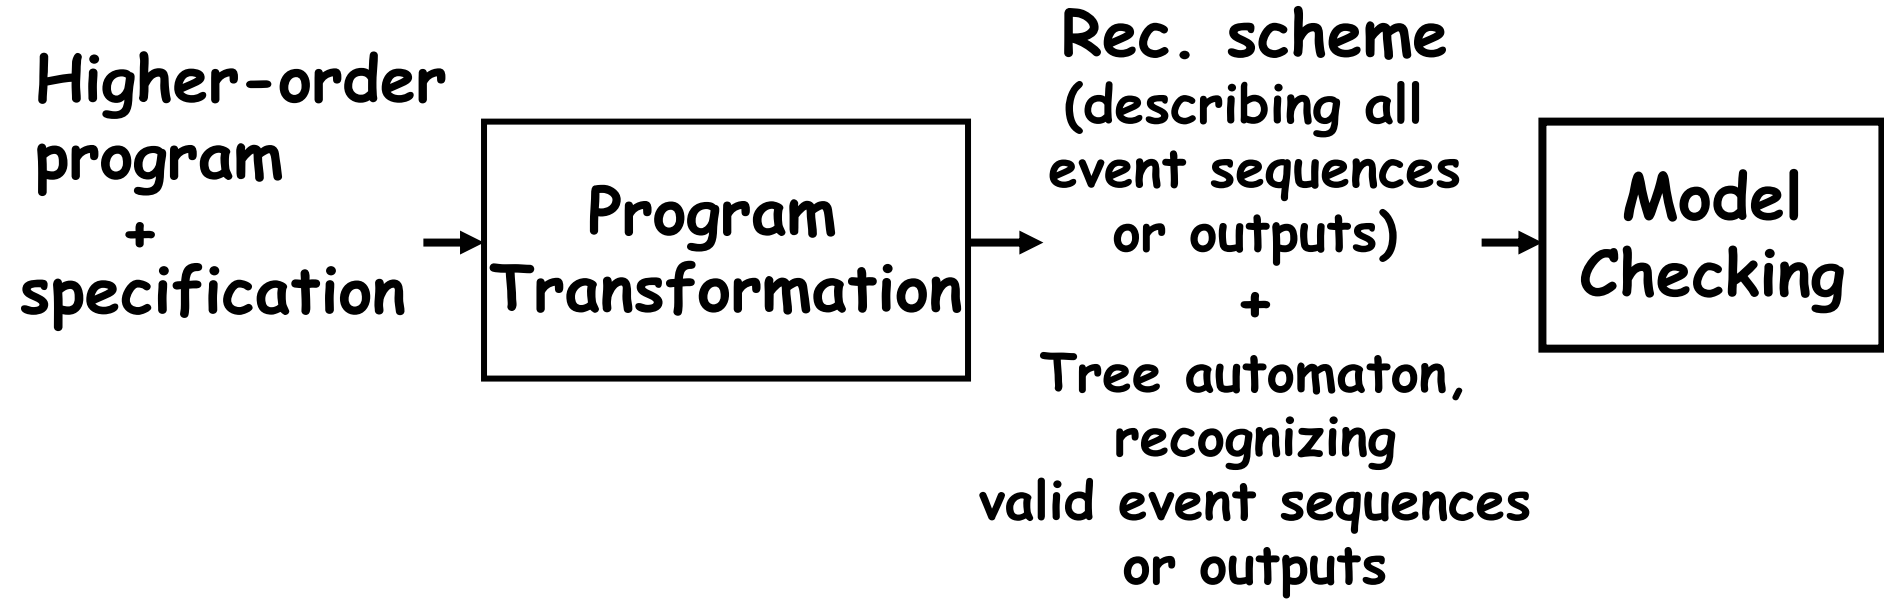 Higher-order
program
+
specification
Program
Transformation
Rec. scheme
(describing all
event sequences
or outputs)
+
Tree automaton,
recognizing
valid event sequences
or outputs
Model
Checking